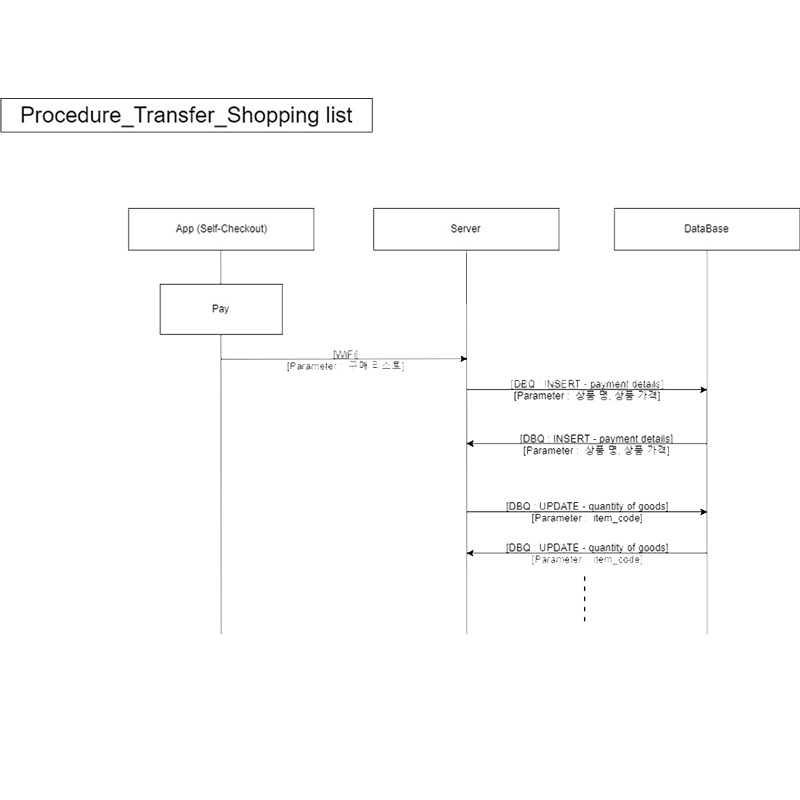 Procedure_Transfer_Shopping list
App (Self-Checkout)
Server
DataBase
Pay
[WiFi]
[Parameter : 구매 리스트]
[DBQ : INSERT - payment details]
[Parameter : 상품 명, 상품 가격]
[DBQ : INSERT - payment details]
[Parameter : 상품 명, 상품 가격]
[DBQ : UPDATE - quantity of goods]
[Parameter : item_code]
[DBQ : UPDATE - quantity of goods]
[Parameter : item_code]